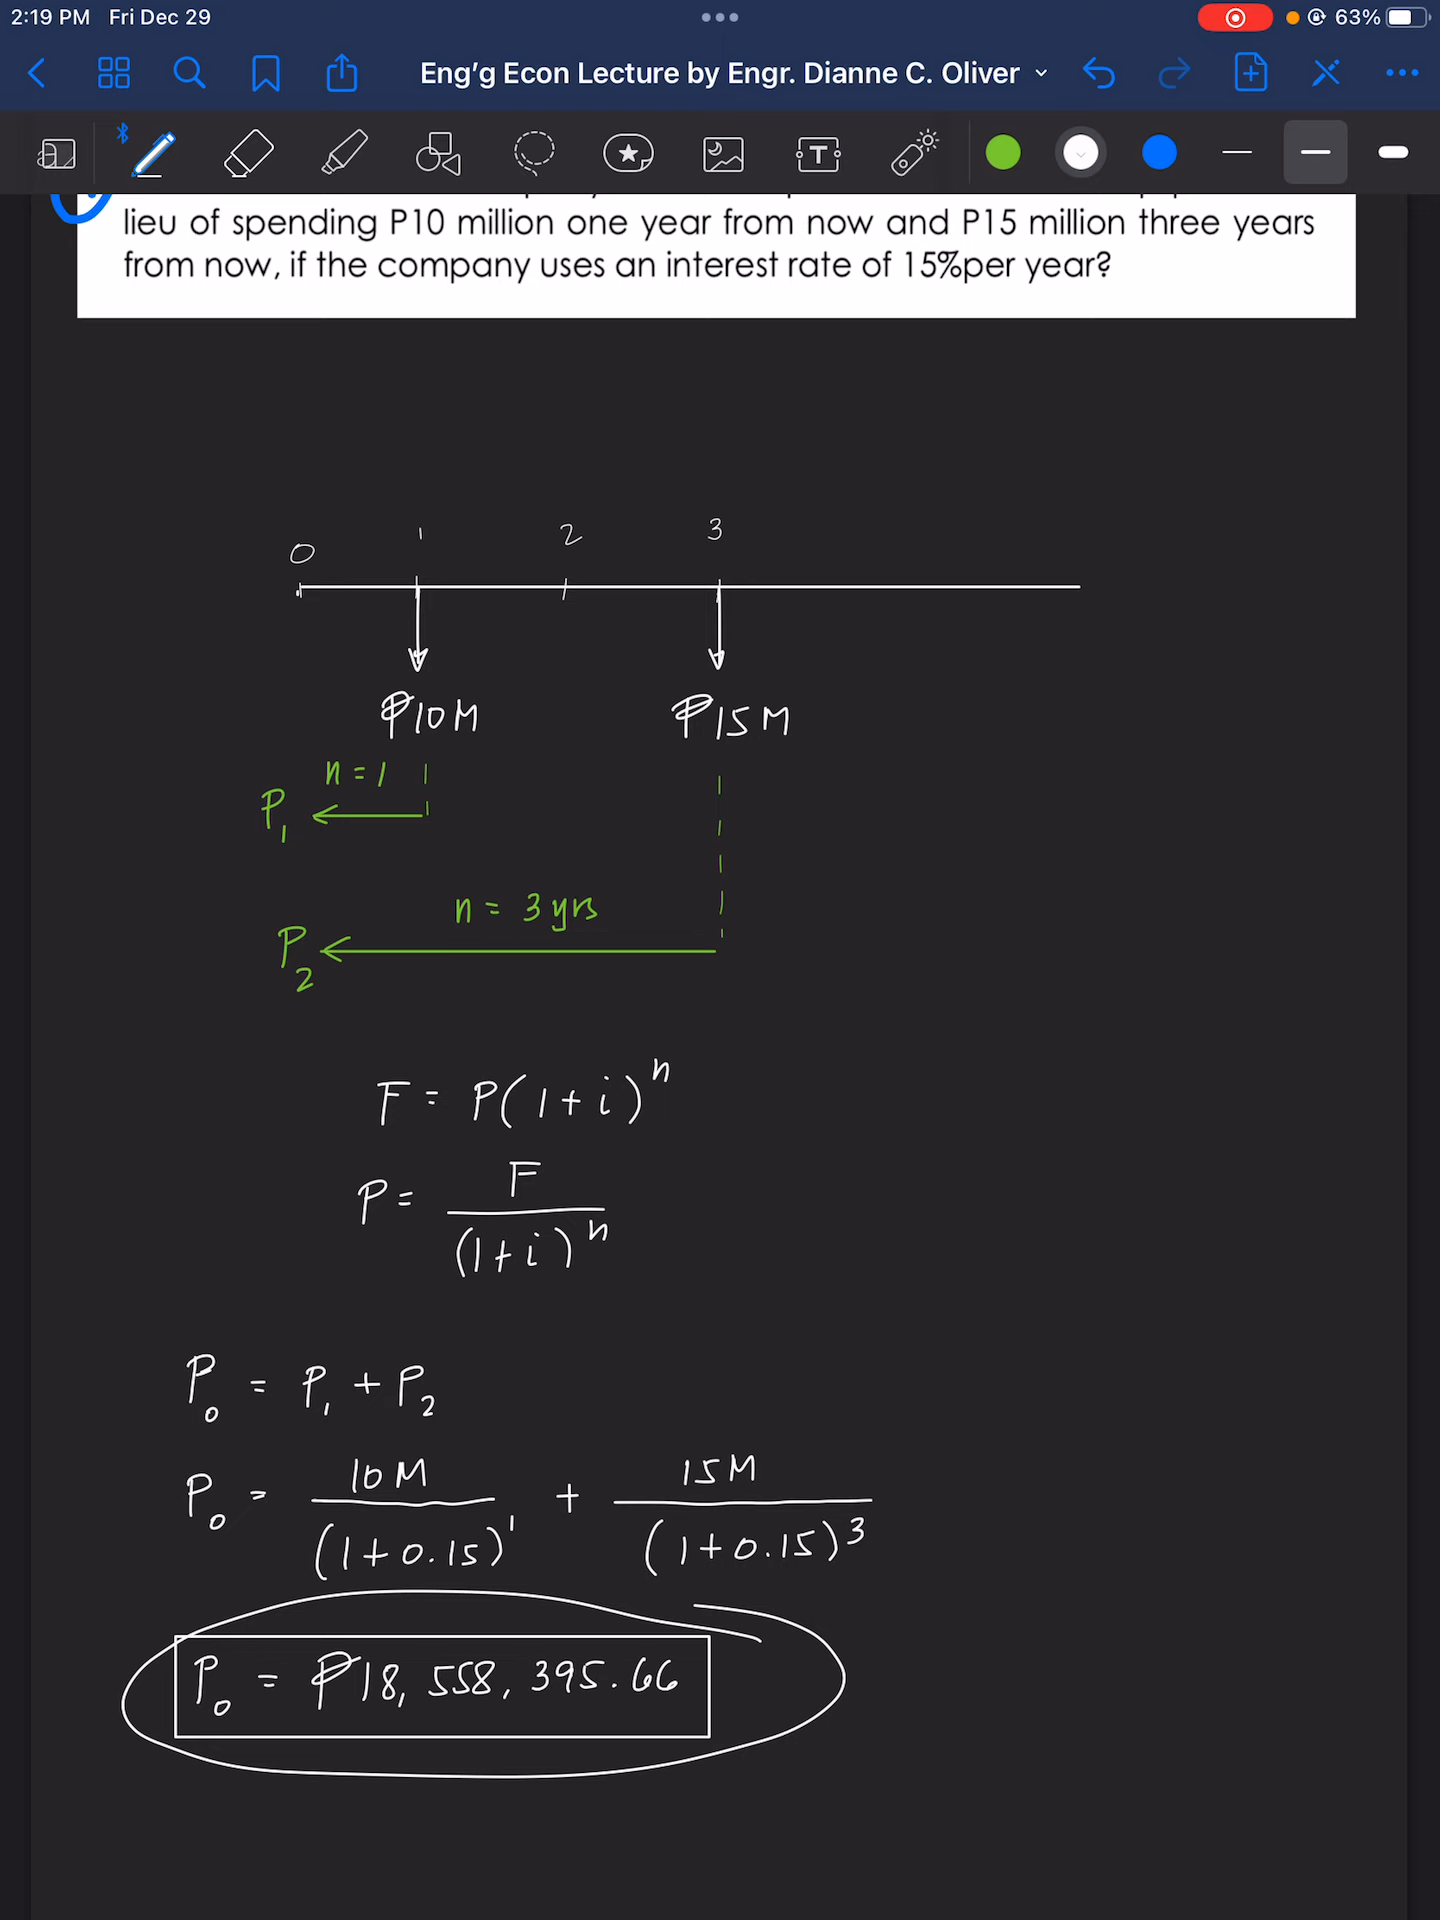 2:19 PM Fri Dec 29
63%
Eng'g Econ Lecture by Engr. Dianne C. Oliver
lieu of spending P10 million one year from now and P15 million three years
from now, if the company uses an interest rate of 15%per year?
0 1 2 3
₱10M ₱15M
n = 1
P₁
n = 3 yrs
P₂
F = P(1+i)ⁿ
P = F
(1+i)ⁿ
P₀ = P₁ + P₂
P₀ = 10M + 15M
(1+0.15)¹ (1+0.15)³
P₀ = ₱18,558,395.66